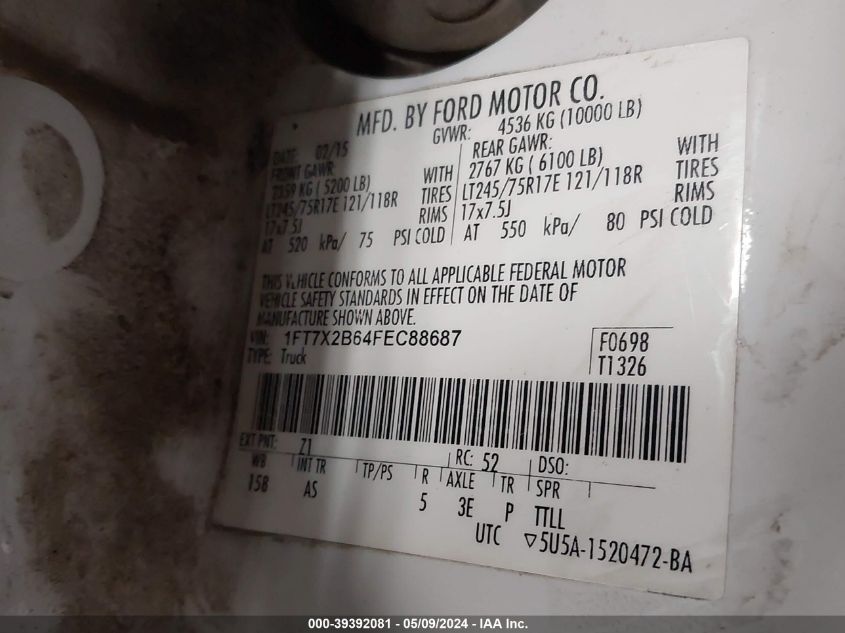 MFD. BY FORD MOTOR CO.
GVWR: 4536 KG (10000 LB)
DATE: 02/15
FRONT GAWR
2359 KG ( 5200 LB) WITH
LT245/75R17E 121/118R TIRES
17x7.5J RIMS
AT 520 kPa/ 75 PSI COLD
REAR GAWR: WITH
2767 KG ( 6100 LB)
LT245/75R17E 121/118R TIRES
17x7.5J RIMS
AT 550 kPa/ 80 PSI COLD
THIS VEHICLE CONFORMS TO ALL APPLICABLE FEDERAL MOTOR
VEHICLE SAFETY STANDARDS IN EFFECT ON THE DATE OF
MANUFACTURE SHOWN ABOVE.
VIN: 1FT7X2B64FEC88687
TYPE: Truck
F0698
T1326
EXT PNT: Z1 RC: 52 DSO:
WB INT TR TP/PS R AXLE TR SPR
158 AS 5 3E P TTLL
UTC ▽5U5A-1520472-BA
000-39392081 - 05/09/2024 - IAA Inc.